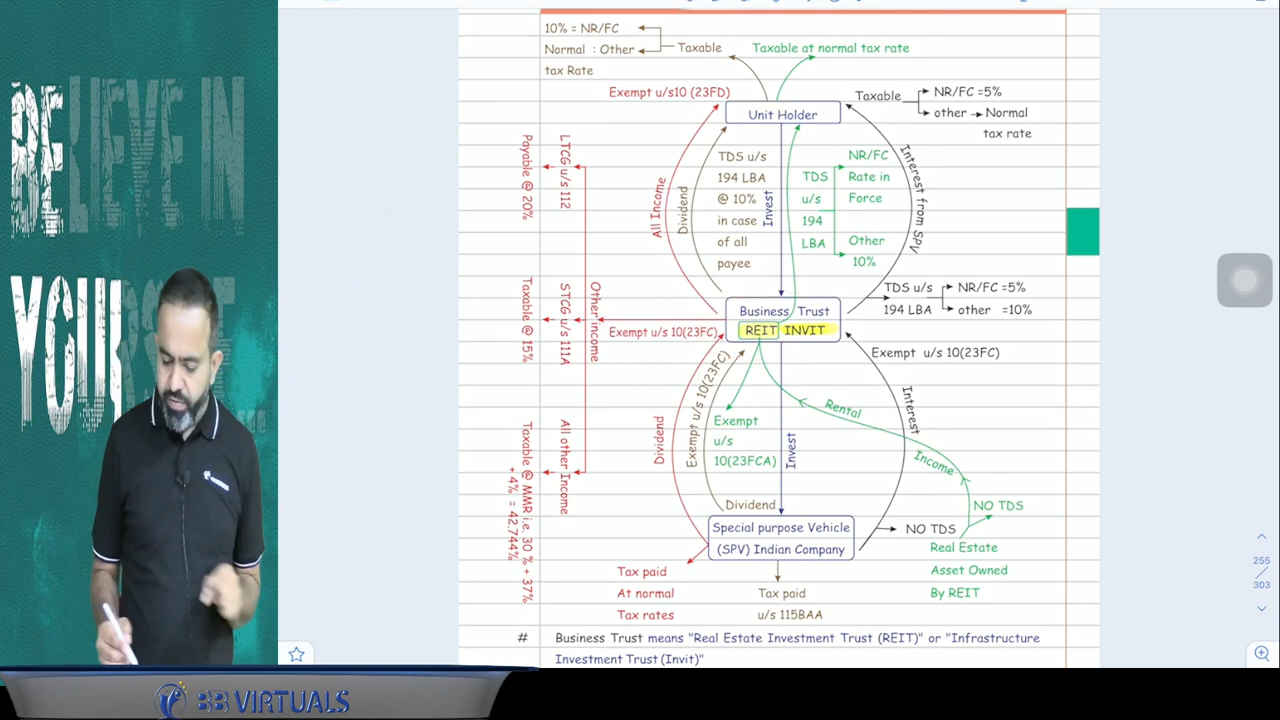 BELIEVE IN
YOURS
10% = NR/FC
Normal : Other
tax Rate
Taxable
Taxable at normal tax rate
Exempt u/s10 (23FD)
Unit Holder
Taxable
NR/FC =5%
other → Normal
tax rate
LTCG u/s 112
Payable @ 20%
All Income
Dividend
TDS u/s
194 LBA
@ 10%
in case
of all
payee
Invest
TDS
u/s
194
LBA
NR/FC
Rate in
Force
Other
10%
Interest from SPV
STCG u/s 111A
Taxable @ 15%
Other income
Exempt u/s 10(23FC)
Business Trust
REIT INVIT
TDS u/s
194 LBA
NR/FC =5%
other =10%
Exempt u/s 10(23FC)
All other Income
Taxable @ MMR i.e. 30 % + 37%
+ 4% = 42.744%
Dividend
Exempt u/s 10(23FC)
Exempt
u/s
10(23FCA)
Invest
Rental
Income
Interest
Dividend
Special purpose Vehicle
(SPV) Indian Company
NO TDS
NO TDS
Real Estate
Asset Owned
By REIT
Tax paid
At normal
Tax rates
Tax paid
u/s 115BAA
# Business Trust means "Real Estate Investment Trust (REIT)" or "Infrastructure
Investment Trust (Invit)"
255
303
BB VIRTUALS